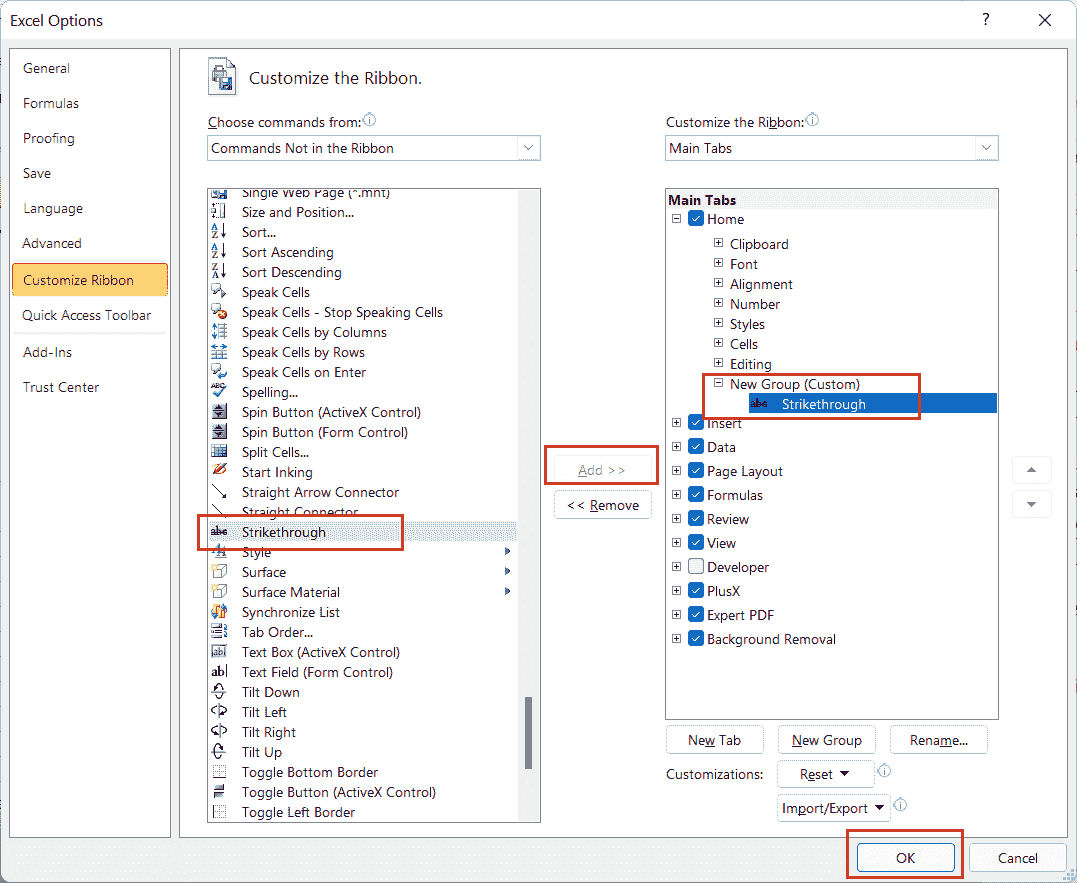 Excel Options
?
General
Formulas
Proofing
Save
Language
Advanced
Customize Ribbon
Quick Access Toolbar
Add-Ins
Trust Center
Customize the Ribbon.
Choose commands from:
Commands Not in the Ribbon
Single Web Page (*.mht)
Size and Position...
Sort...
Sort Ascending
Sort Descending
Speak Cells
Speak Cells - Stop Speaking Cells
Speak Cells by Columns
Speak Cells by Rows
Speak Cells on Enter
Spelling...
Spin Button (ActiveX Control)
Spin Button (Form Control)
Split Cells...
Start Inking
Straight Arrow Connector
Straight Connector
Strikethrough
Style
Surface
Surface Material
Synchronize List
Tab Order...
Text Box (ActiveX Control)
Text Field (Form Control)
Tilt Down
Tilt Left
Tilt Right
Tilt Up
Toggle Bottom Border
Toggle Button (ActiveX Control)
Toggle Left Border
Add >>
<< Remove
Customize the Ribbon:
Main Tabs
Main Tabs
Home
Clipboard
Font
Alignment
Number
Styles
Cells
Editing
New Group (Custom)
abc Strikethrough
Insert
Data
Page Layout
Formulas
Review
View
Developer
PlusX
Expert PDF
Background Removal
New Tab
New Group
Rename...
Customizations:
Reset
Import/Export
OK
Cancel